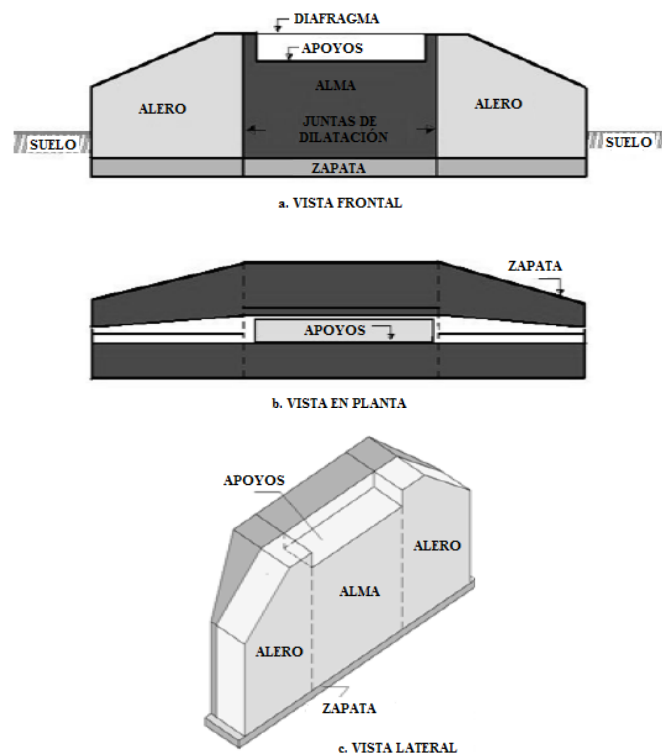 DIAFRAGMA
APOYOS
ALMA
ALERO
ALERO
JUNTAS DE
DILATACIÓN
SUELO
SUELO
ZAPATA
a. VISTA FRONTAL
ZAPATA
APOYOS
b. VISTA EN PLANTA
APOYOS
ALERO
ALMA
ALERO
ZAPATA
c. VISTA LATERAL